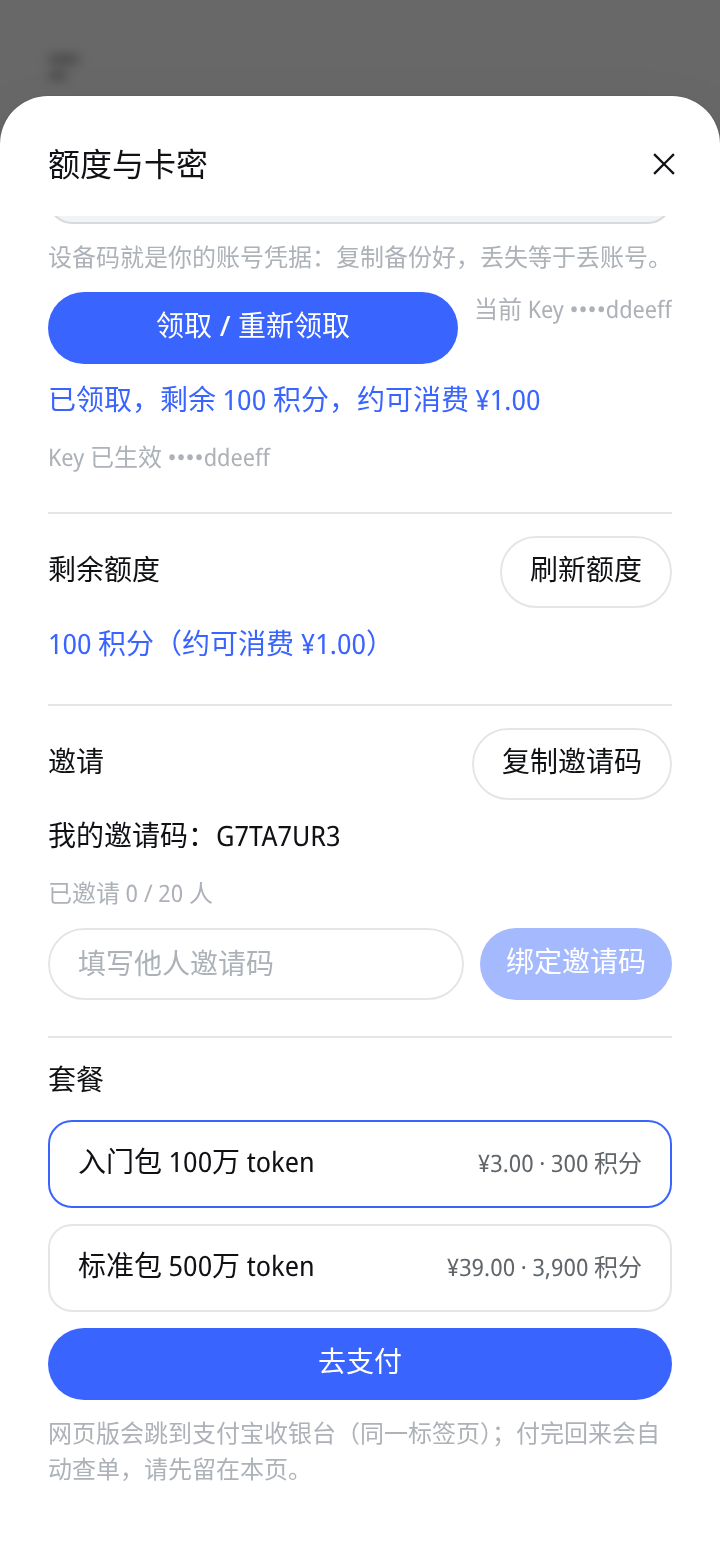 额度与卡密
设备码就是你的账号凭据：复制备份好，丢失等于丢账号。
领取 / 重新领取
当前 Key ••••ddeeff
已领取，剩余 100 积分，约可消费 ¥1.00
Key 已生效 ••••ddeeff
剩余额度
刷新额度
100 积分（约可消费 ¥1.00）
邀请
复制邀请码
我的邀请码：G7TA7UR3
已邀请 0 / 20 人
填写他人邀请码
绑定邀请码
套餐
入门包 100万 token
¥3.00 · 300 积分
标准包 500万 token
¥39.00 · 3,900 积分
去支付
网页版会跳到支付宝收银台（同一标签页）；付完回来会自
动查单，请先留在本页。